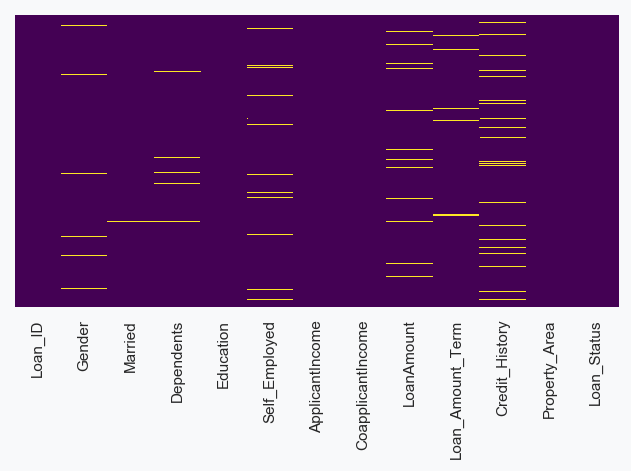 Loan_ID
Gender
Married
Dependents
Education
Self_Employed
ApplicantIncome
CoapplicantIncome
LoanAmount
Loan_Amount_Term
Credit_History
Property_Area
Loan_Status